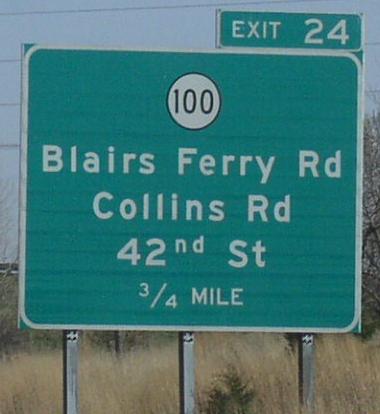 EXIT 24
100
Blairs Ferry Rd
Collins Rd
42nd St
3/4 MILE